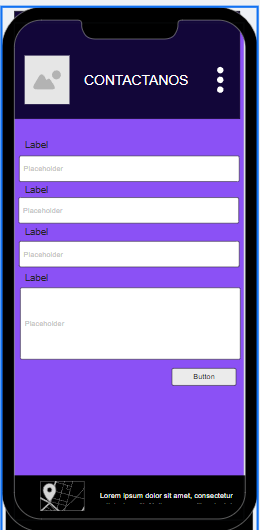 CONTACTANOS
Label
Placeholder
Label
Placeholder
Label
Placeholder
Label
Placeholder
Button
Lorem ipsum dolor sit amet, consectetur